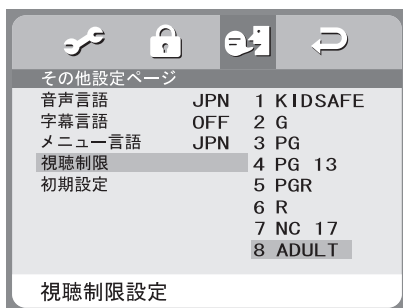 その他設定ページ
音声言語 JPN 1 KIDSAFE
字幕言語 OFF 2 G
メニュー言語 JPN 3 PG
視聴制限 4 PG 13
初期設定 5 PGR
6 R
7 NC 17
8 ADULT
視聴制限設定